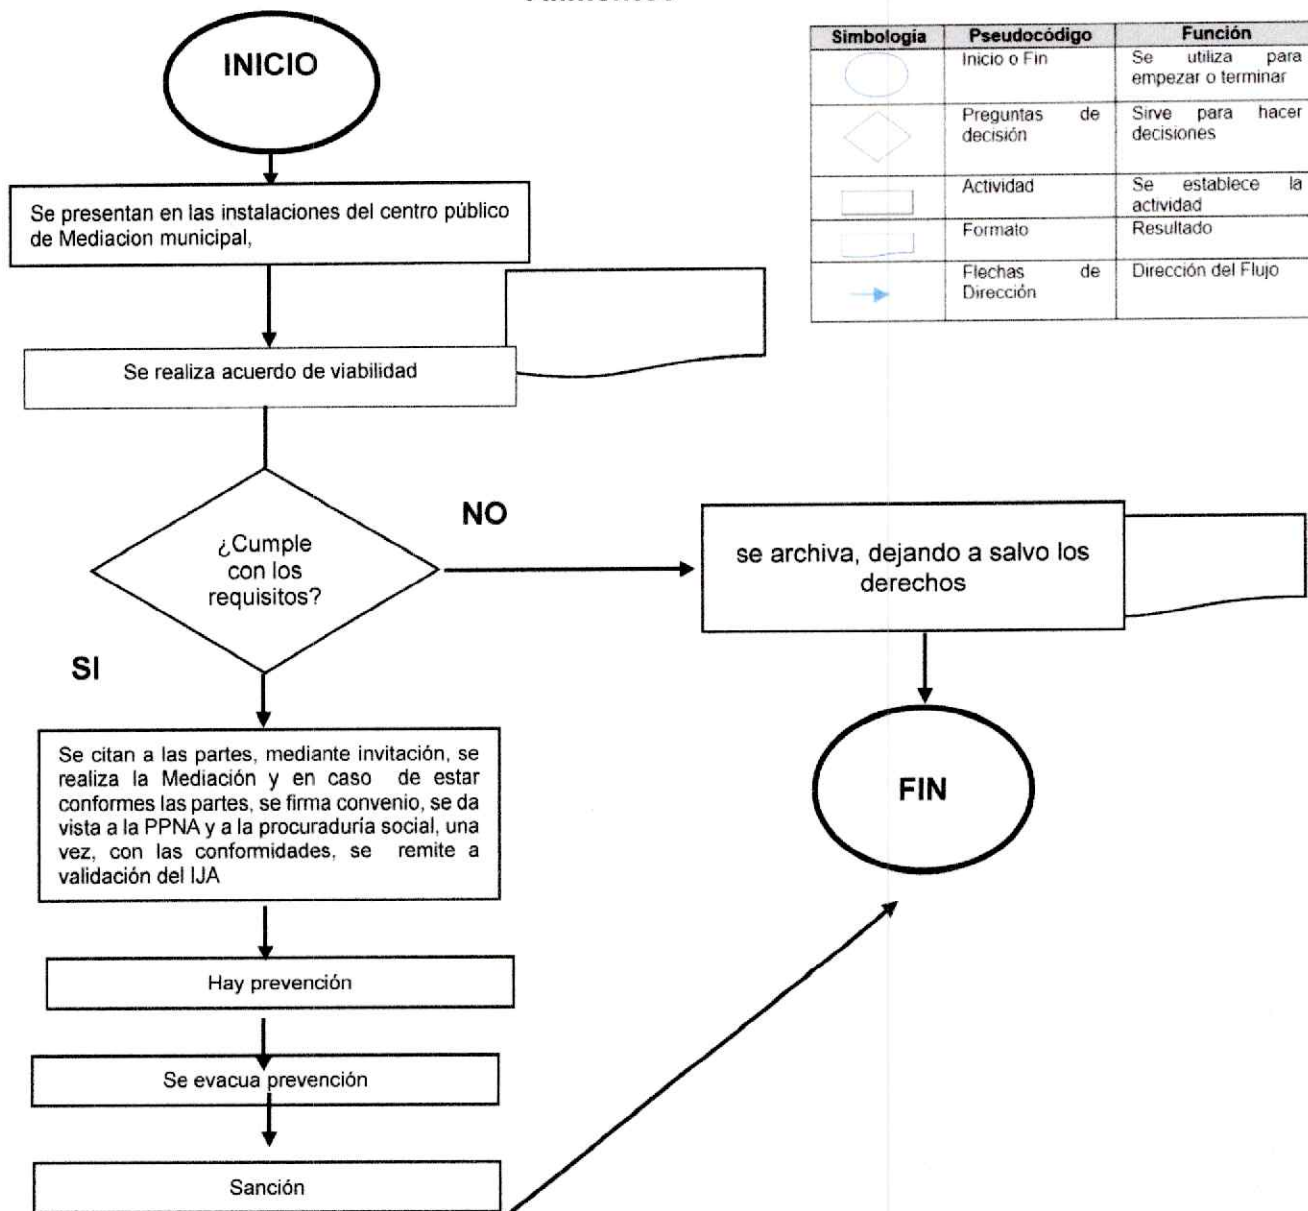 INICIO
Simbología Pseudocódigo Función
Inicio o Fin Se utiliza para
empezar o terminar
Preguntas de Sirve para hacer
decisión decisiones
Actividad Se establece la
actividad
Formato Resultado
Flechas de Dirección del Flujo
Dirección
Se presentan en las instalaciones del centro público
de Mediacion municipal,
Se realiza acuerdo de viabilidad
¿Cumple
con los
requisitos?
NO
se archiva, dejando a salvo los
derechos
SI
Se citan a las partes, mediante invitación, se
realiza la Mediación y en caso de estar
conformes las partes, se firma convenio, se da
vista a la PPNA y a la procuraduría social, una
vez, con las conformidades, se remite a
validación del IJA
FIN
Hay prevención
Se evacua prevención
Sanción